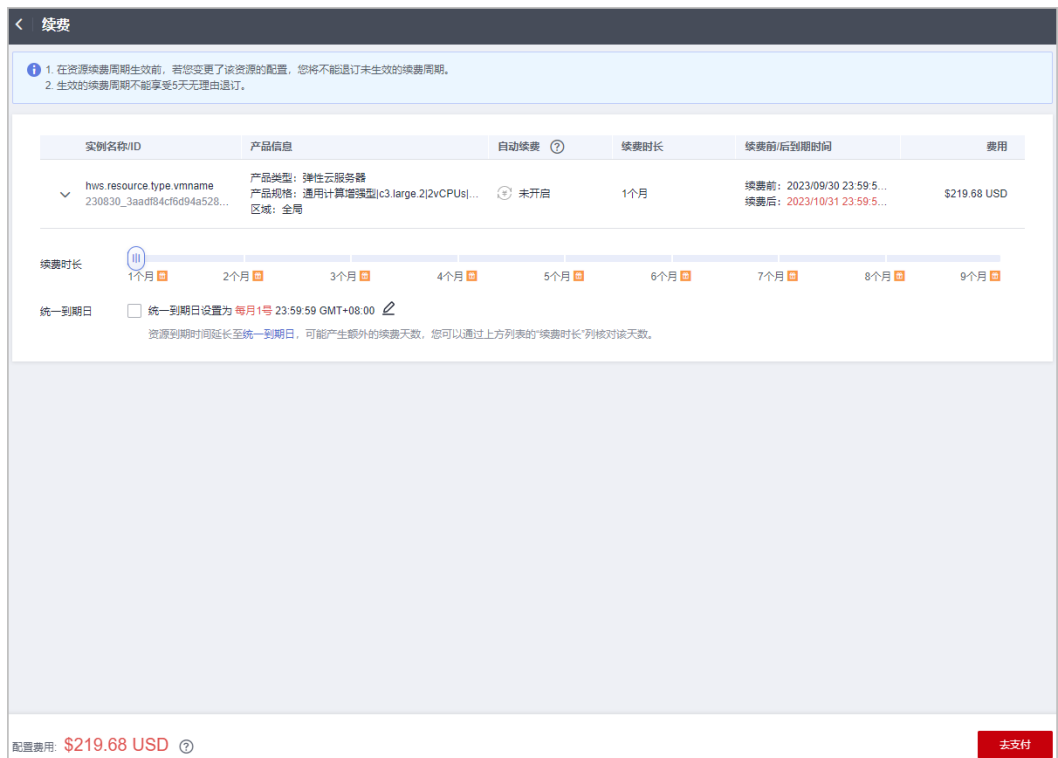 续费
1. 在资源续费周期生效前，若您变更了该资源的配置，您将不能退订未生效的续费周期。
2. 生效的续费周期不能享受5天无理由退订。
实例名称/ID 产品信息 自动续费 续费时长 续费前/后到期时间 费用
产品类型：弹性云服务器
hws.resource.type.vmname 产品规格：通用计算增强型|c3.large.2|2vCPUs|... 未开启 1个月 续费前：2023/09/30 23:59:5... $219.68 USD
230830_3aadf84cf6d94a528... 区域：全局 续费后：2023/10/31 23:59:5...
续费时长
1个月 2个月 3个月 4个月 5个月 6个月 7个月 8个月 9个月
统一到期日 统一到期日设置为 每月1号 23:59:59 GMT+08:00
资源到期时间延长至统一到期日，可能产生额外的续费天数，您可以通过上方列表的“续费时长”列核对该天数。
配置费用: $219.68 USD 去支付